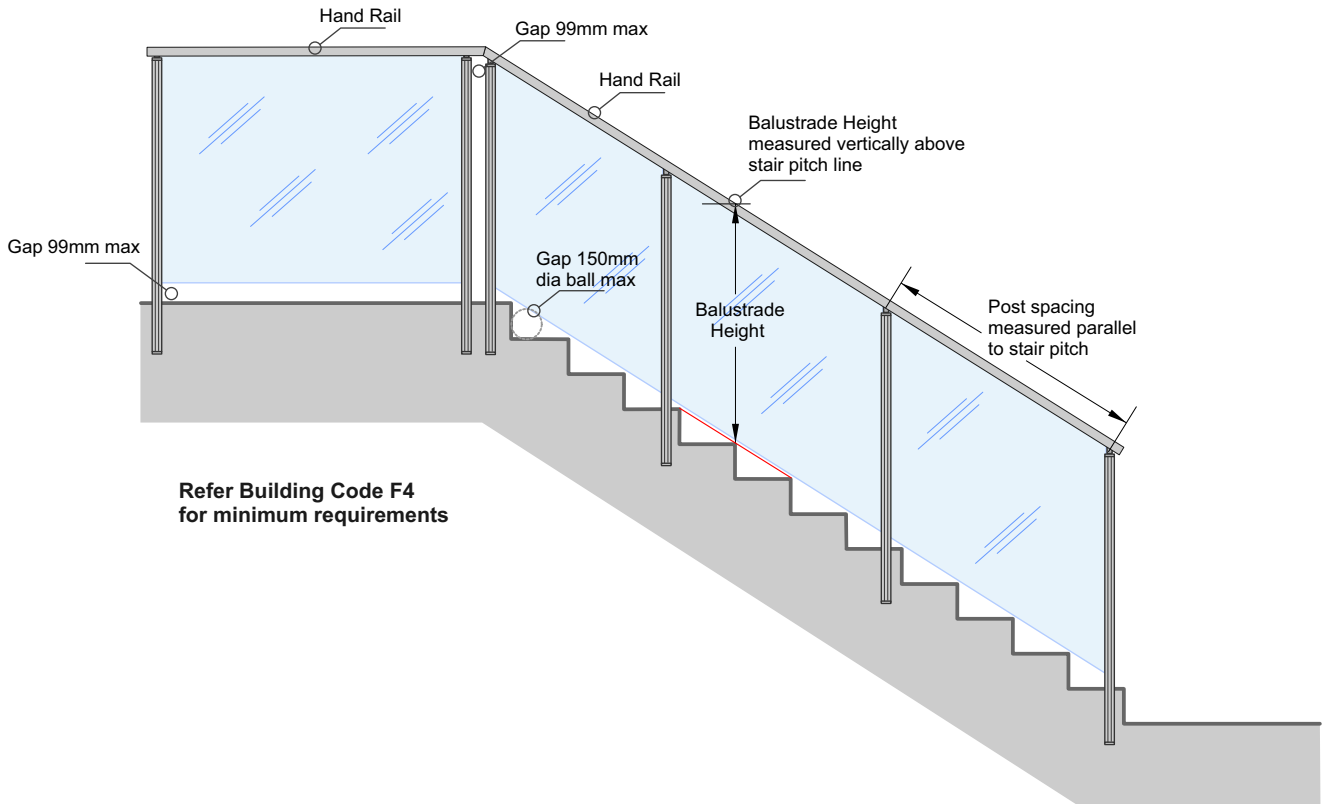 Hand Rail
Gap 99mm max
Hand Rail
Balustrade Height
measured vertically above
stair pitch line
Gap 99mm max
Gap 150mm
dia ball max
Balustrade
Height
Post spacing
measured parallel
to stair pitch
Refer Building Code F4
for minimum requirements